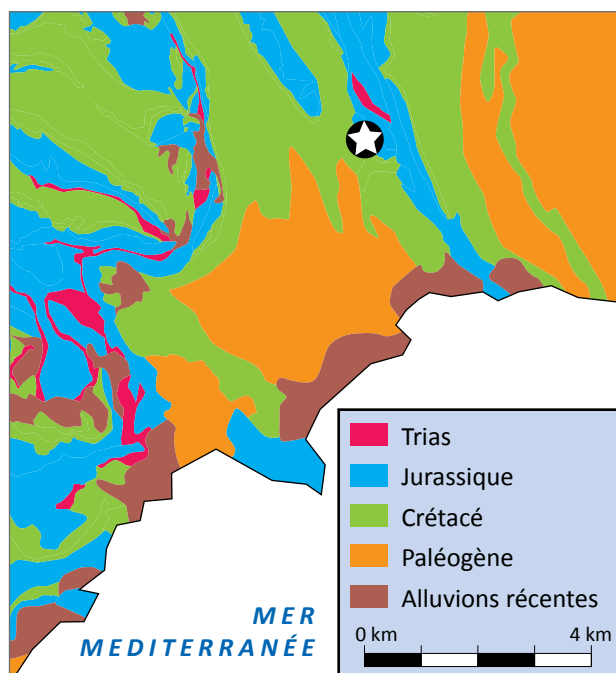 Trias
Jurassique
Crétacé
Paléogène
Alluvions récentes
MER
MEDITERRANÉE
0 km 4 km